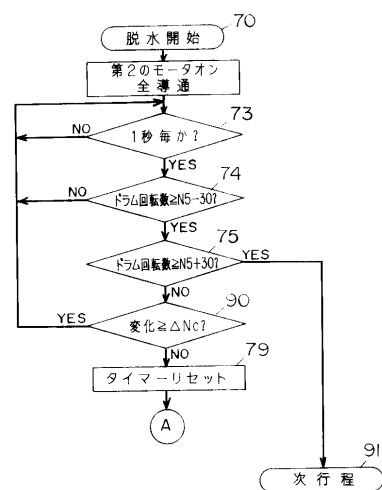 70
脱水開始
第2のモータオン
全導通
73
1秒毎か?
NO
YES
74
ドラム回転数≧N5−30?
NO
YES
75
ドラム回転数≧N5+30?
YES
NO
90
変化≧△Nc?
YES
NO
79
タイマーリセット
A
91
次行程